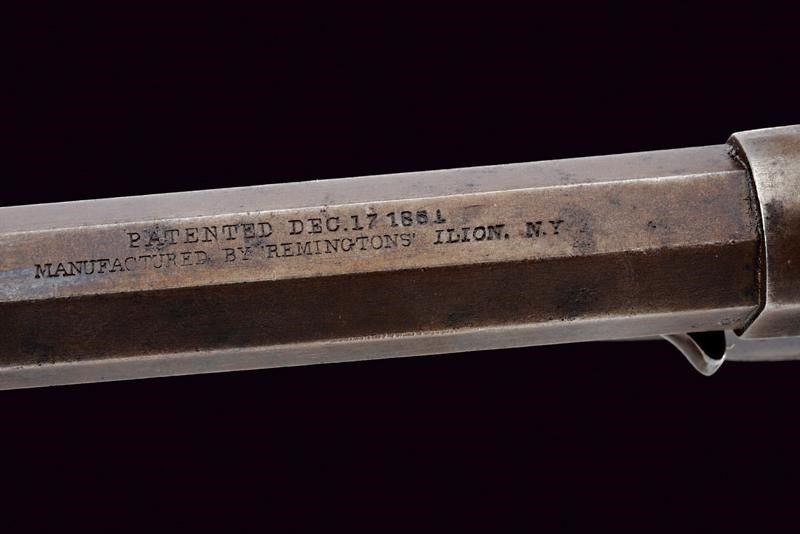 PATENTED DEC.17 1861
MANUFACTURED BY REMINGTONS' ILION. N.Y